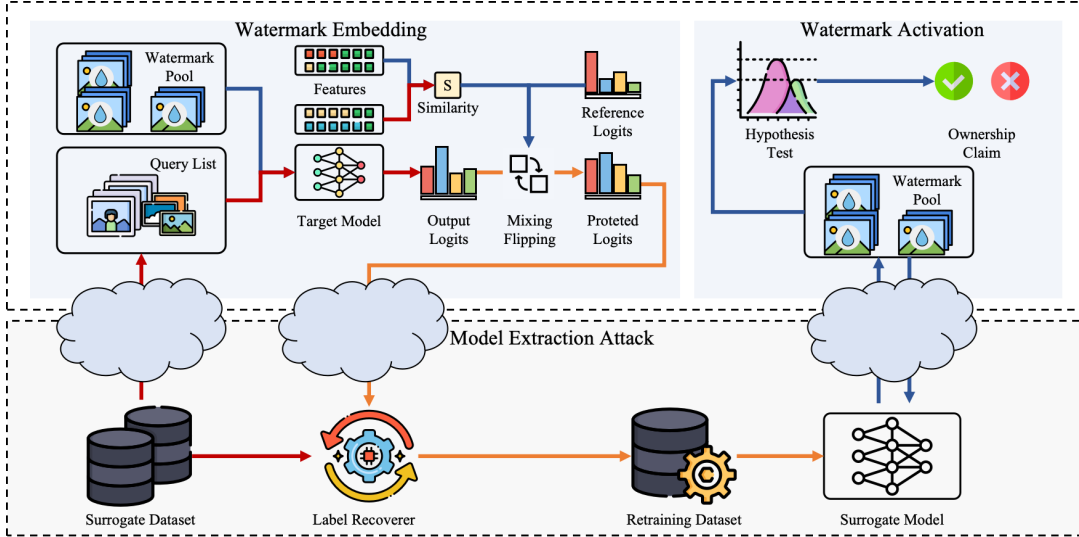 Watermark Embedding
Watermark Activation
Watermark
Pool
Features
S
Similarity
Reference
Logits
Hypothesis
Test
Ownership
Claim
Query List
Target Model
Output
Logits
Mixing
Flipping
Proteted Logits
Watermark
Pool
Model Extraction Attack
Surrogate Dataset
Label Recoverer
C
Retraining Dataset
Surrogate Model